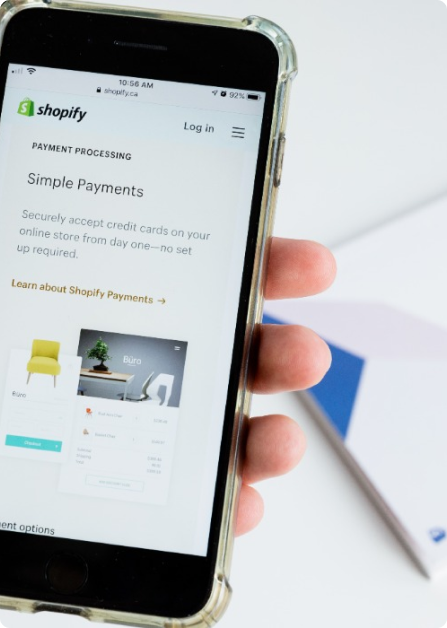 10:56 AM
shopify.ca
92%
shopify
Log in
PAYMENT PROCESSING
Simple Payments
Securely accept credit cards on your
online store from day one—no set
up required.
Learn about Shopify Payments →
Büro
Büro
ent options